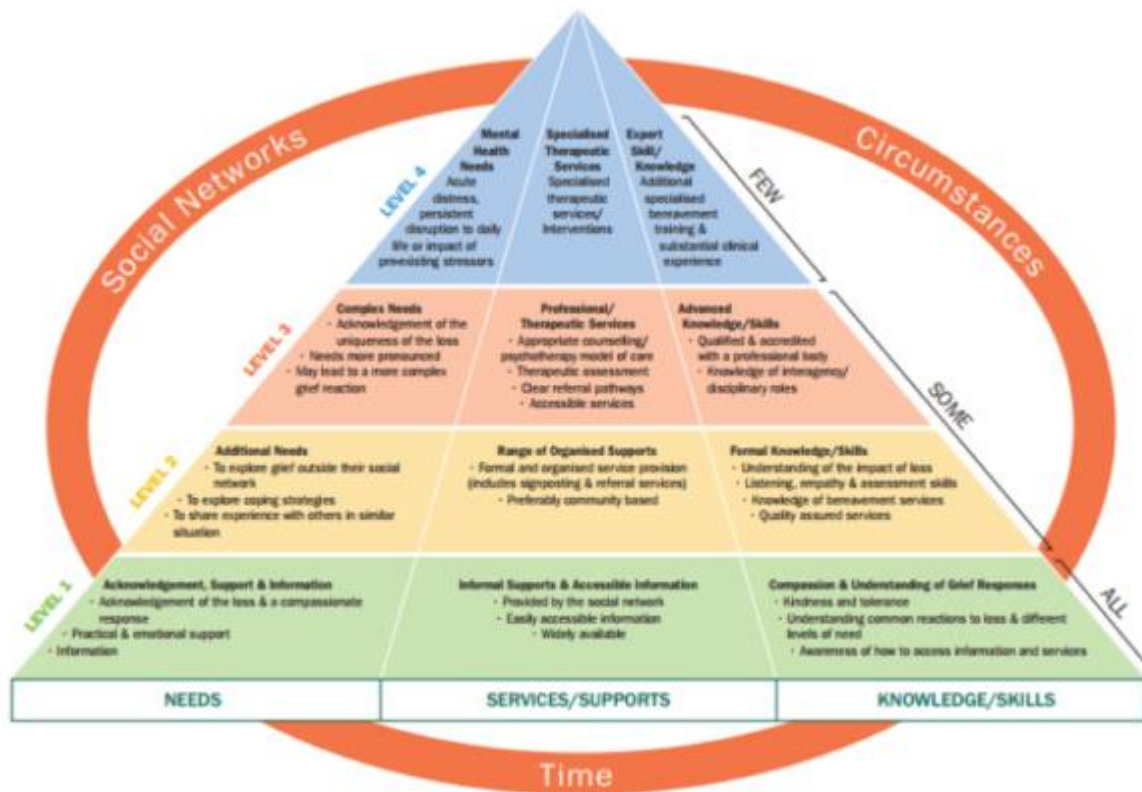 Social Networks
Circumstances
LEVEL 4
Mental
Health
Needs
Acute
distress,
persistent
disruption to daily
life or impact of
pre-existing stressors
Specialised
Therapeutic
Services
Specialised
therapeutic
services/
Interventions
Expert
Skill/
Knowledge
Additional
specialised
bereavement
training &
substantial clinical
experience
FEW
LEVEL 3
Complex Needs
· Acknowledgement of the
uniqueness of the loss
· Needs more pronounced
· May lead to a more complex
grief reaction
Professional/
Therapeutic Services
· Appropriate counselling/
psychotherapy model of care
· Therapeutic assessment
· Clear referral pathways
· Accessible services
Advanced
Knowledge/Skills
· Qualified & accredited
with a professional body
· Knowledge of interagency/
disciplinary roles
SOME
LEVEL 2
Additional Needs
· To explore grief outside their social
network
· To explore coping strategies
· To share experience with others in similar
situation
Range of Organised Supports
· Formal and organised service provision
(includes signposting & referral services)
· Preferably community based
Formal Knowledge/Skills
· Understanding of the impact of loss
· Listening, empathy & assessment skills
· Knowledge of bereavement services
· Quality assured services
LEVEL 1
Acknowledgement, Support & Information
· Acknowledgement of the loss & a compassionate
response
· Practical & emotional support
· Information
Informal Supports & Accessible Information
· Provided by the social network
· Easily accessible information
· Widely available
Compassion & Understanding of Grief Responses
· Kindness and tolerance
· Understanding common reactions to loss & different
levels of need
· Awareness of how to access information and services
ALL
NEEDS
SERVICES/SUPPORTS
KNOWLEDGE/SKILLS
Time